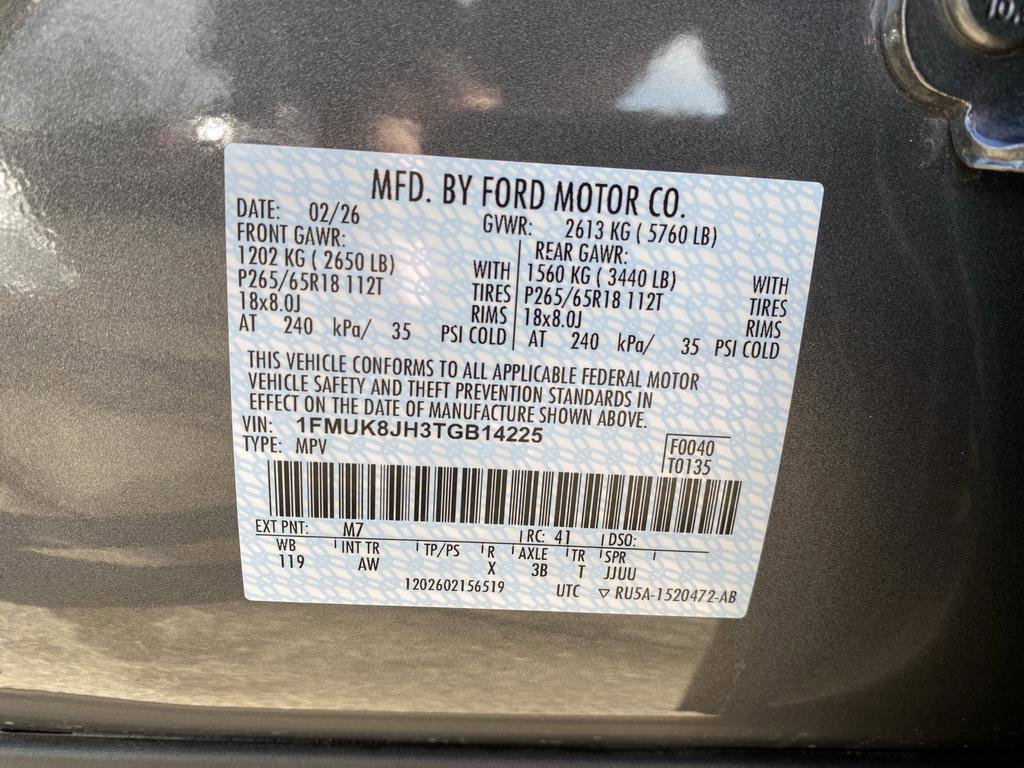 MFD. BY FORD MOTOR CO.
DATE: 02/26 GVWR: 2613 KG ( 5760 LB)
FRONT GAWR: REAR GAWR:
1202 KG ( 2650 LB) WITH 1560 KG ( 3440 LB) WITH
P265/65R18 112T TIRES P265/65R18 112T TIRES
18x8.0J RIMS 18x8.0J RIMS
AT 240 kPa/ 35 PSI COLD AT 240 kPa/ 35 PSI COLD
THIS VEHICLE CONFORMS TO ALL APPLICABLE FEDERAL MOTOR
VEHICLE SAFETY AND THEFT PREVENTION STANDARDS IN
EFFECT ON THE DATE OF MANUFACTURE SHOWN ABOVE.
VIN: 1FMUK8JH3TGB14225 F0040
TYPE: MPV T0135
EXT PNT: M7 RC: 41 DSO:
WB INT TR TP/PS R AXLE TR SPR
119 AW X 3B T JJUU
1202602156519 UTC ▽ RU5A-1520472-AB